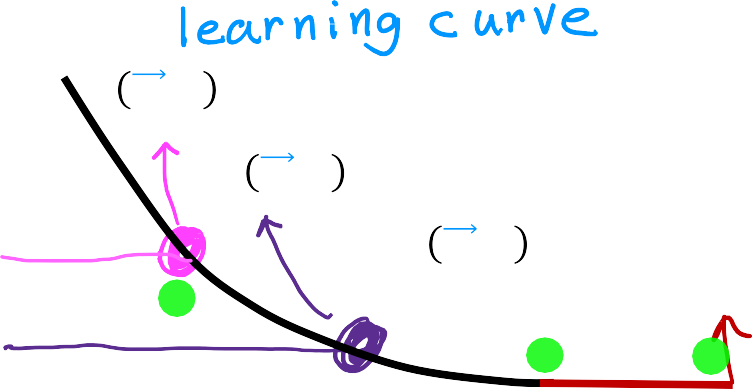 learning curve
(→ )
(→ )
(→ )